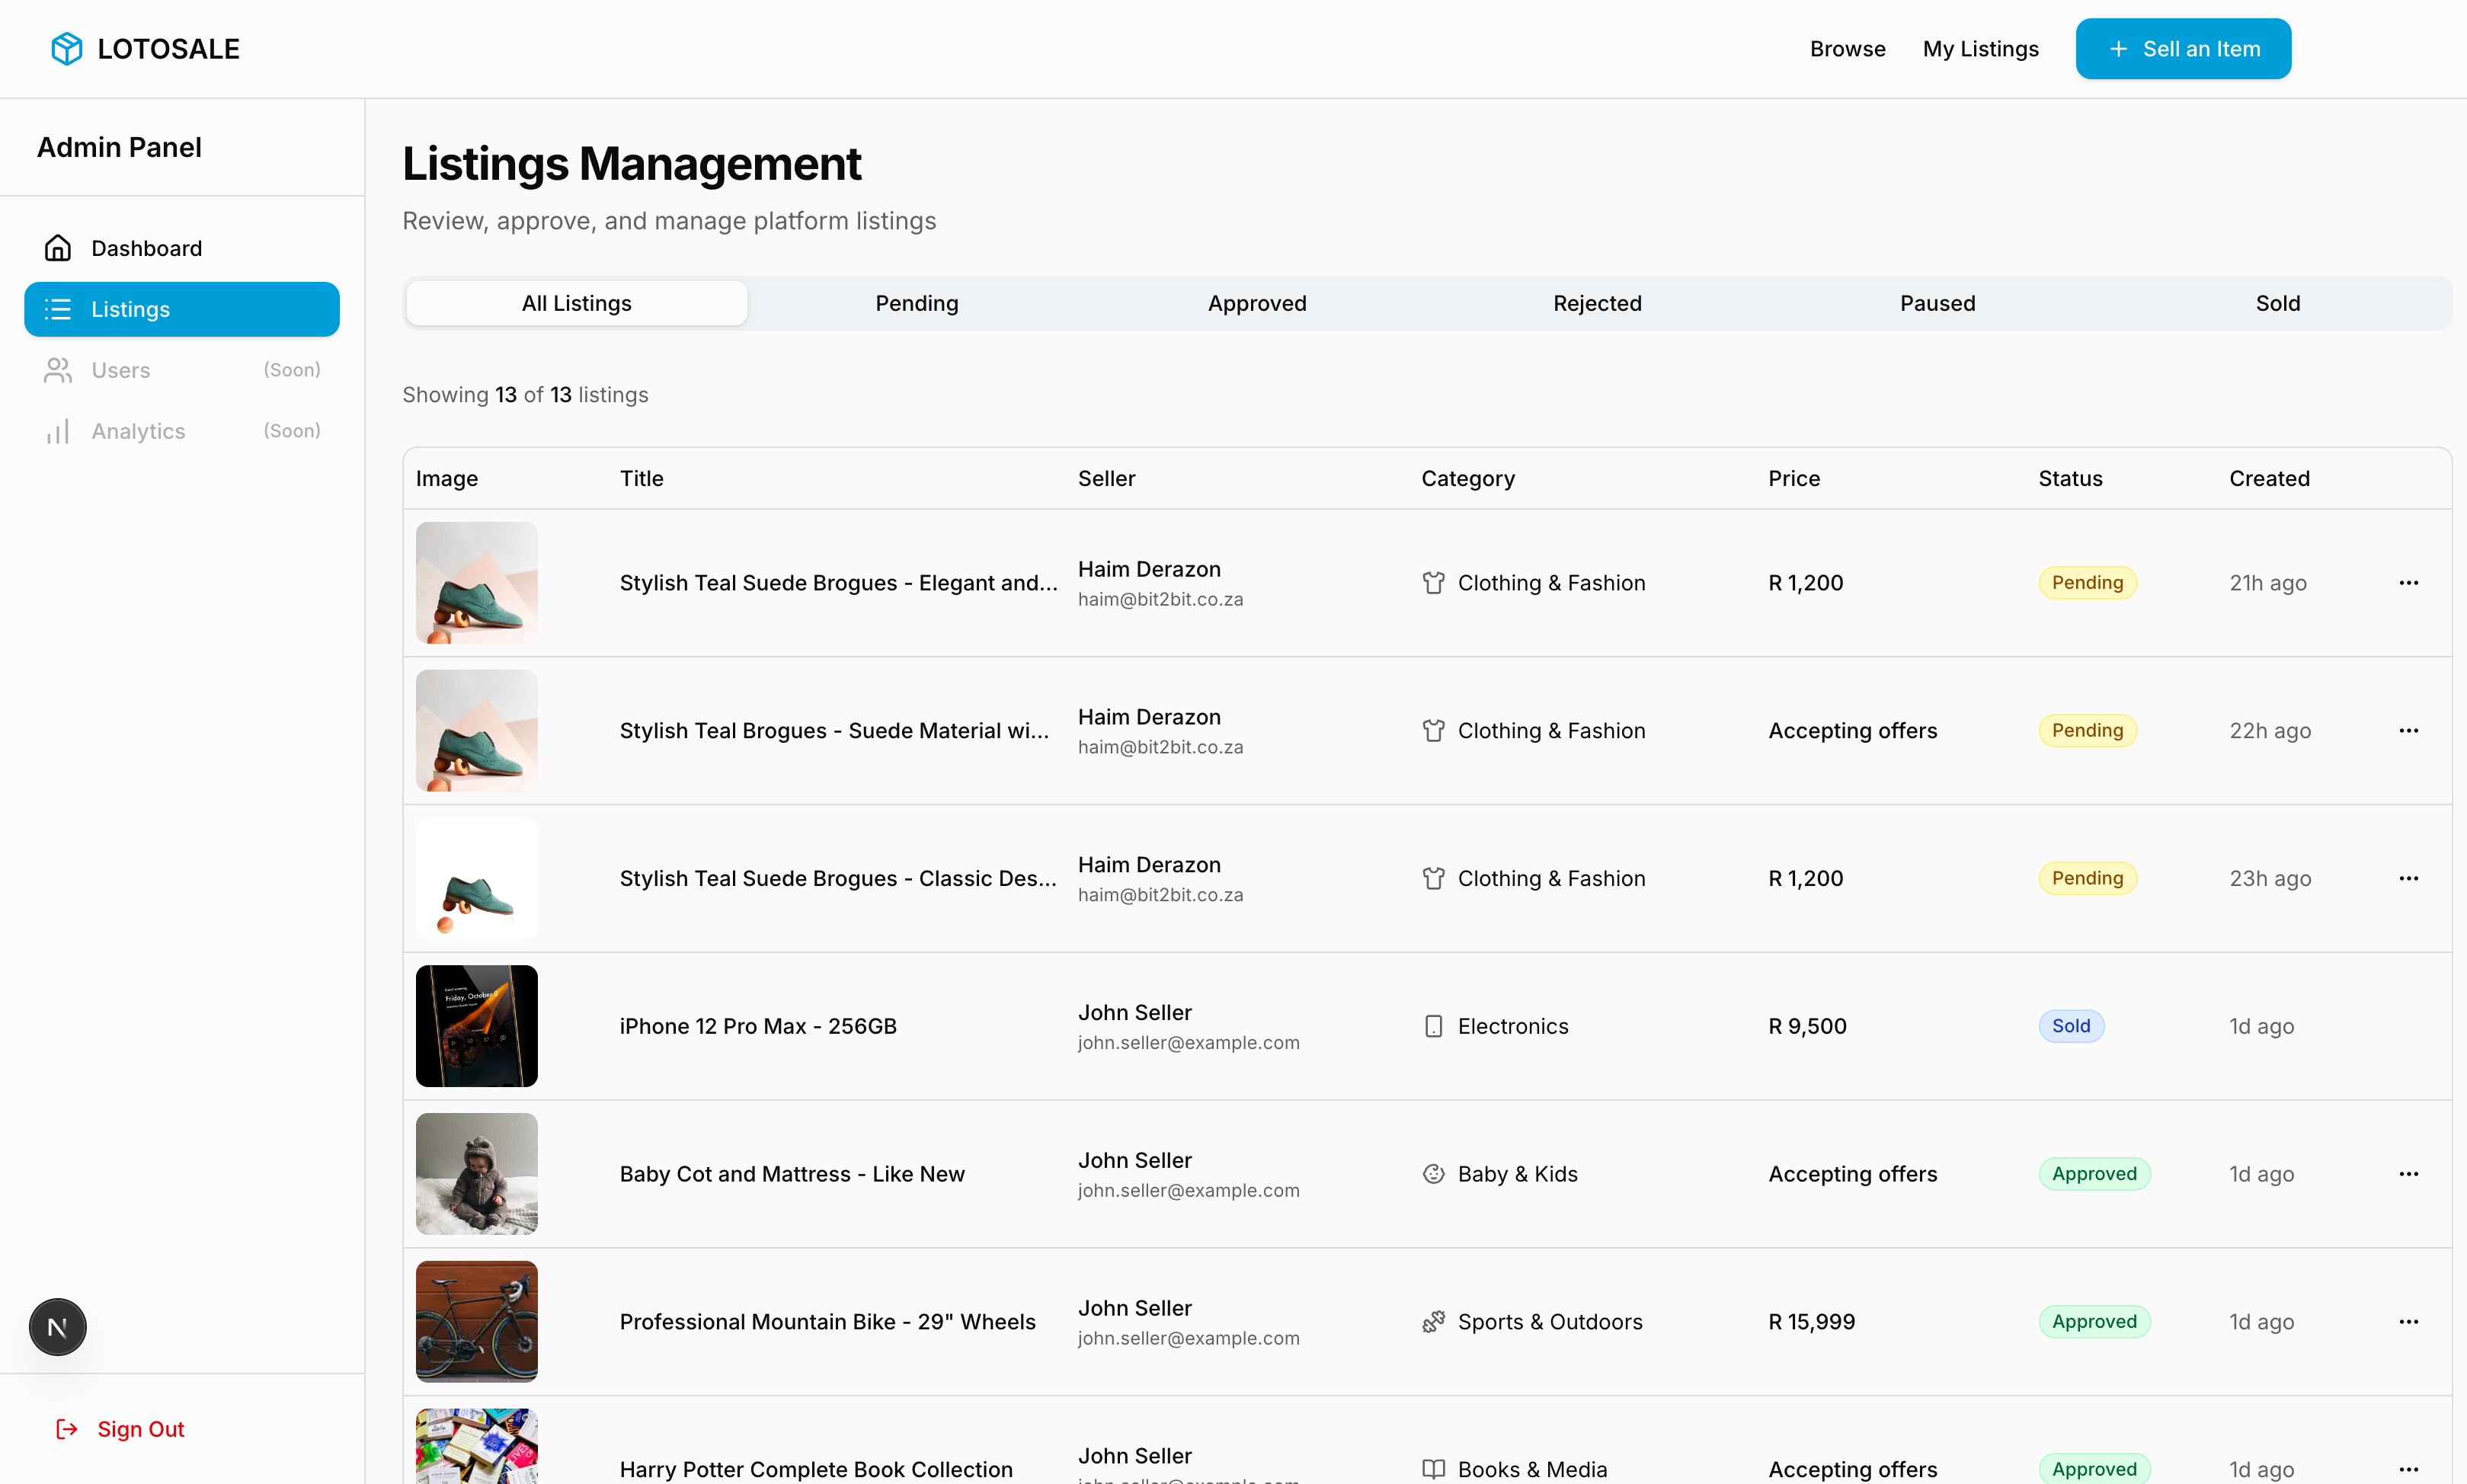 LOTOSALE
Browse
My Listings
+ Sell an Item
Admin Panel
Dashboard
Listings
Users (Soon)
Analytics (Soon)
Sign Out
Listings Management
Review, approve, and manage platform listings
All Listings
Pending
Approved
Rejected
Paused
Sold
Showing 13 of 13 listings
Image Title Seller Category Price Status Created
Stylish Teal Suede Brogues - Elegant and...
Haim Derazon
haim@bit2bit.co.za
Clothing & Fashion
R 1,200
Pending
21h ago
Stylish Teal Brogues - Suede Material wi...
Haim Derazon
haim@bit2bit.co.za
Clothing & Fashion
Accepting offers
Pending
22h ago
Stylish Teal Suede Brogues - Classic Des...
Haim Derazon
haim@bit2bit.co.za
Clothing & Fashion
R 1,200
Pending
23h ago
Friday, October
iPhone 12 Pro Max - 256GB
John Seller
john.seller@example.com
Electronics
R 9,500
Sold
1d ago
Baby Cot and Mattress - Like New
John Seller
john.seller@example.com
Baby & Kids
Accepting offers
Approved
1d ago
Professional Mountain Bike - 29" Wheels
John Seller
john.seller@example.com
Sports & Outdoors
R 15,999
Approved
1d ago
Harry Potter Complete Book Collection
John Seller
Books & Media
Accepting offers
Approved
1d ago